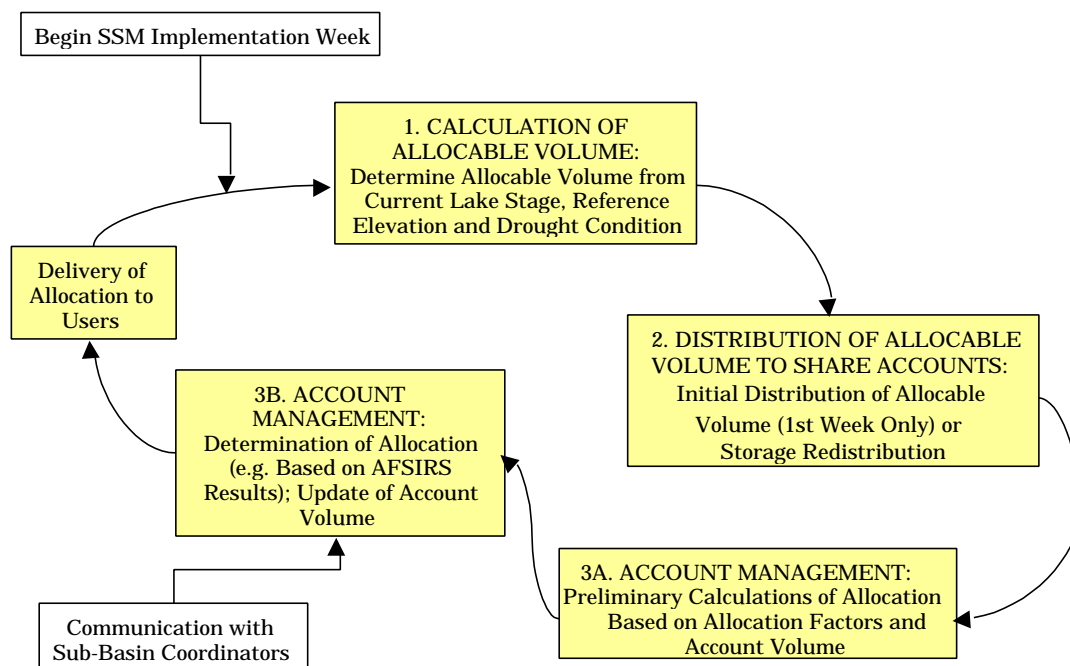 Begin SSM Implementation Week
1. CALCULATION OF
ALLOCABLE VOLUME:
Determine Allocable Volume from
Current Lake Stage, Reference
Elevation and Drought Condition
Delivery of
Allocation to
Users
2. DISTRIBUTION OF ALLOCABLE
VOLUME TO SHARE ACCOUNTS:
Initial Distribution of Allocable
Volume (1st Week Only) or
Storage Redistribution
3B. ACCOUNT
MANAGEMENT:
Determination of Allocation
(e.g. Based on AFSIRS
Results); Update of Account
Volume
3A. ACCOUNT MANAGEMENT:
Preliminary Calculations of Allocation
Based on Allocation Factors and
Account Volume
Communication with
Sub-Basin Coordinators